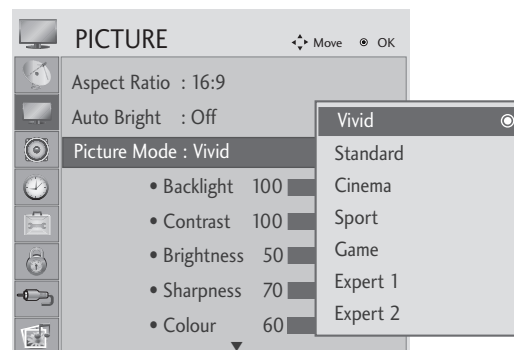 PICTURE
Move OK
Aspect Ratio : 16:9
Auto Bright : Off
Picture Mode : Vivid
• Backlight 100
• Contrast 100
• Brightness 50
• Sharpness 70
• Colour 60
Vivid
Standard
Cinema
Sport
Game
Expert 1
Expert 2